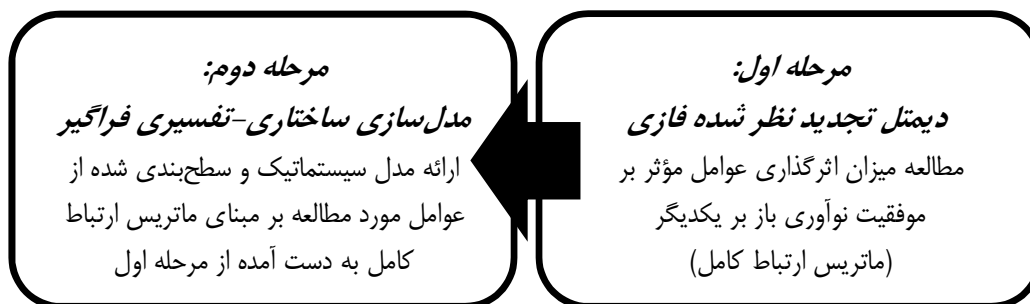 مرحله اول:
دیمتل تجدید نظر شده فازی
مطالعه میزان اثرگذاری عوامل مؤثر بر
موفقیت نوآوری باز بر یکدیگر
(ماتریس ارتباط کامل)
مرحله دوم:
مدل‌سازی ساختاری-تفسیری فراگیر
ارائه مدل سیستماتیک و سطح‌بندی شده از
عوامل مورد مطالعه بر مبنای ماتریس ارتباط
کامل به دست آمده از مرحله اول